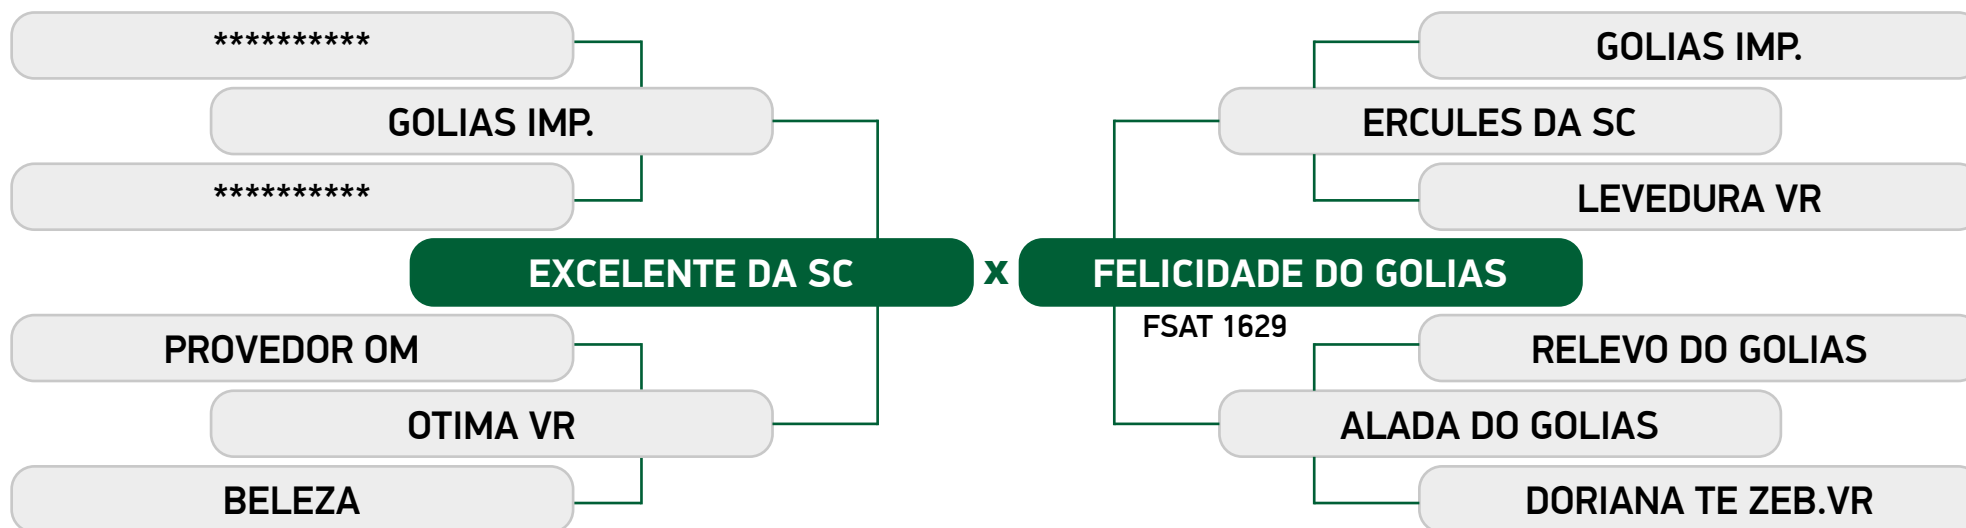 **********
GOLIAS IMP.
**********
EXCELENTE DA SC
PROVEDOR OM
OTIMA VR
BELEZA
x
GOLIAS IMP.
ERCULES DA SC
LEVEDURA VR
FELICIDADE DO GOLIAS
FSAT 1629
RELEVO DO GOLIAS
ALADA DO GOLIAS
DORIANA TE ZEB.VR